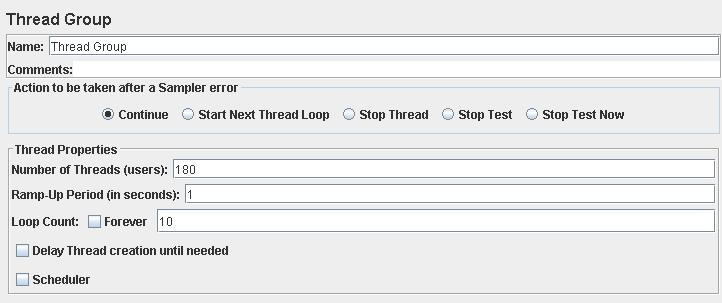 Thread Group
Name: Thread Group
Comments:
Action to be taken after a Sampler error
Continue Start Next Thread Loop Stop Thread Stop Test Stop Test Now
Thread Properties
Number of Threads (users): 180
Ramp-Up Period (in seconds): 1
Loop Count: Forever 10
Delay Thread creation until needed
Scheduler